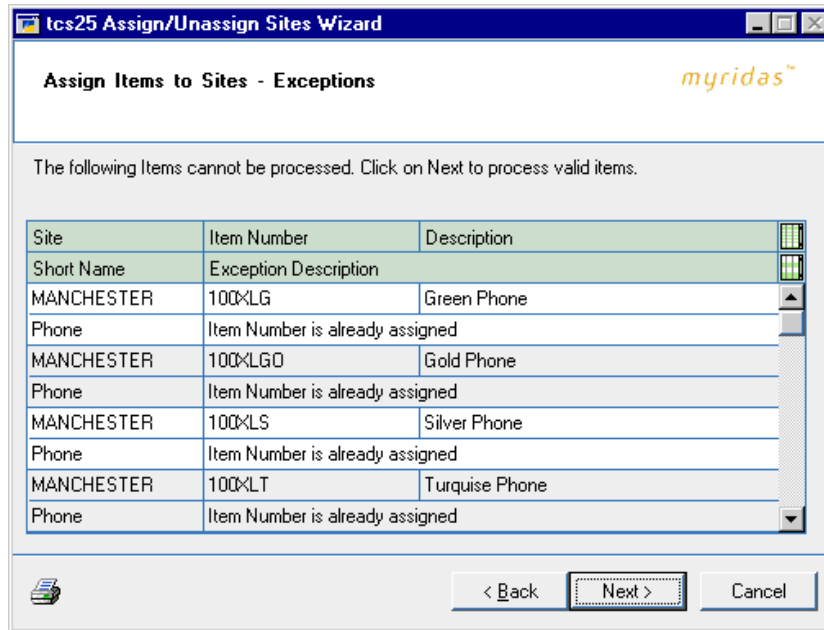 tcs25 Assign/Unassign Sites Wizard
Assign Items to Sites - Exceptions
myridas™
The following Items cannot be processed. Click on Next to process valid items.
Site Item Number Description
Short Name Exception Description
MANCHESTER 100XLG Green Phone
Phone Item Number is already assigned
MANCHESTER 100XLGO Gold Phone
Phone Item Number is already assigned
MANCHESTER 100XLS Silver Phone
Phone Item Number is already assigned
MANCHESTER 100XLT Turquise Phone
Phone Item Number is already assigned
< Back Next > Cancel